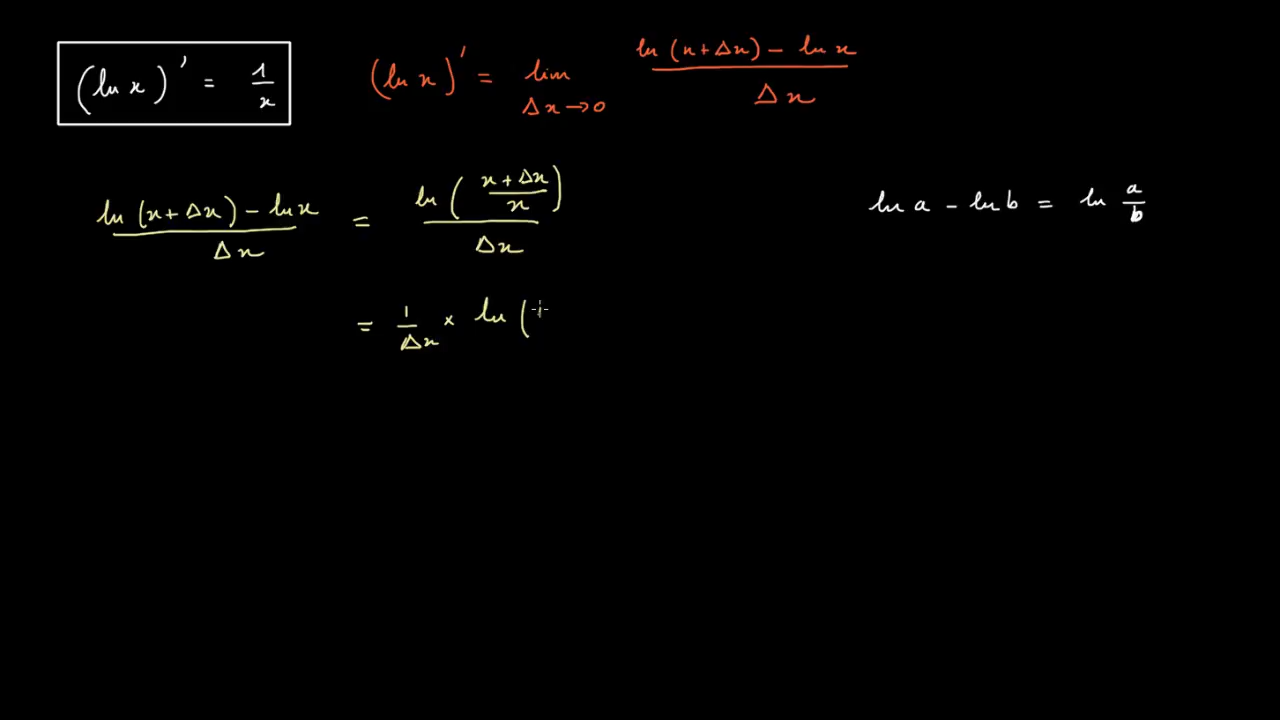 (ln x)' = 1/x
(ln x)' = lim Δx→0 (ln (x+Δx) - ln x)/Δx
(ln (x+Δx) - ln x)/Δx = ln ((x+Δx)/x)/Δx
ln a - ln b = ln a/b
= 1/Δx × ln (